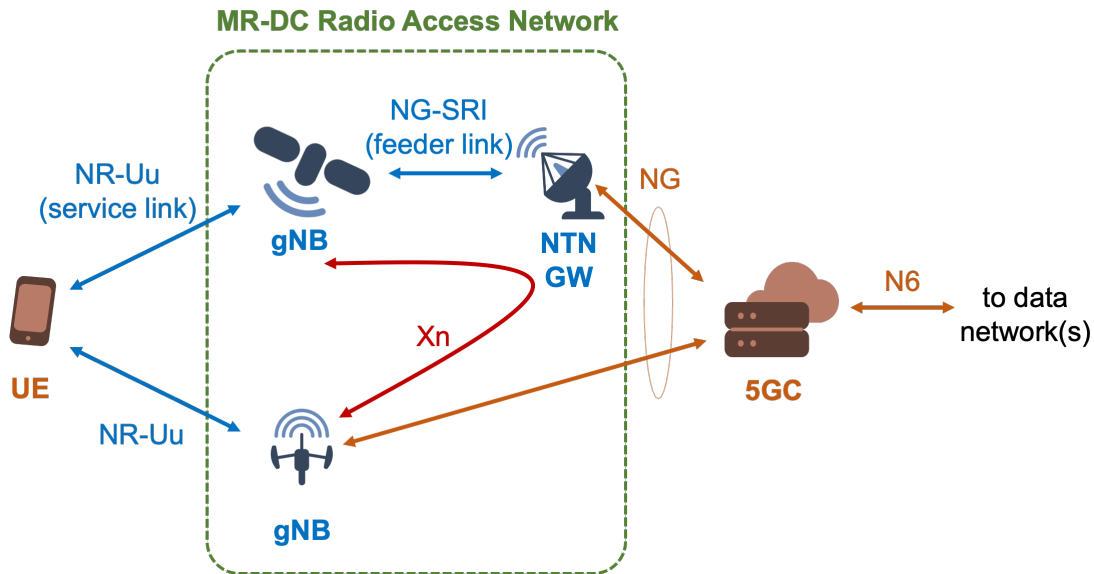 MR-DC Radio Access Network
NG-SRI
(feeder link)
NR-Uu
(service link)
NG
gNB
NTN
GW
N6
to data
network(s)
Xn
UE
5GC
NR-Uu
gNB